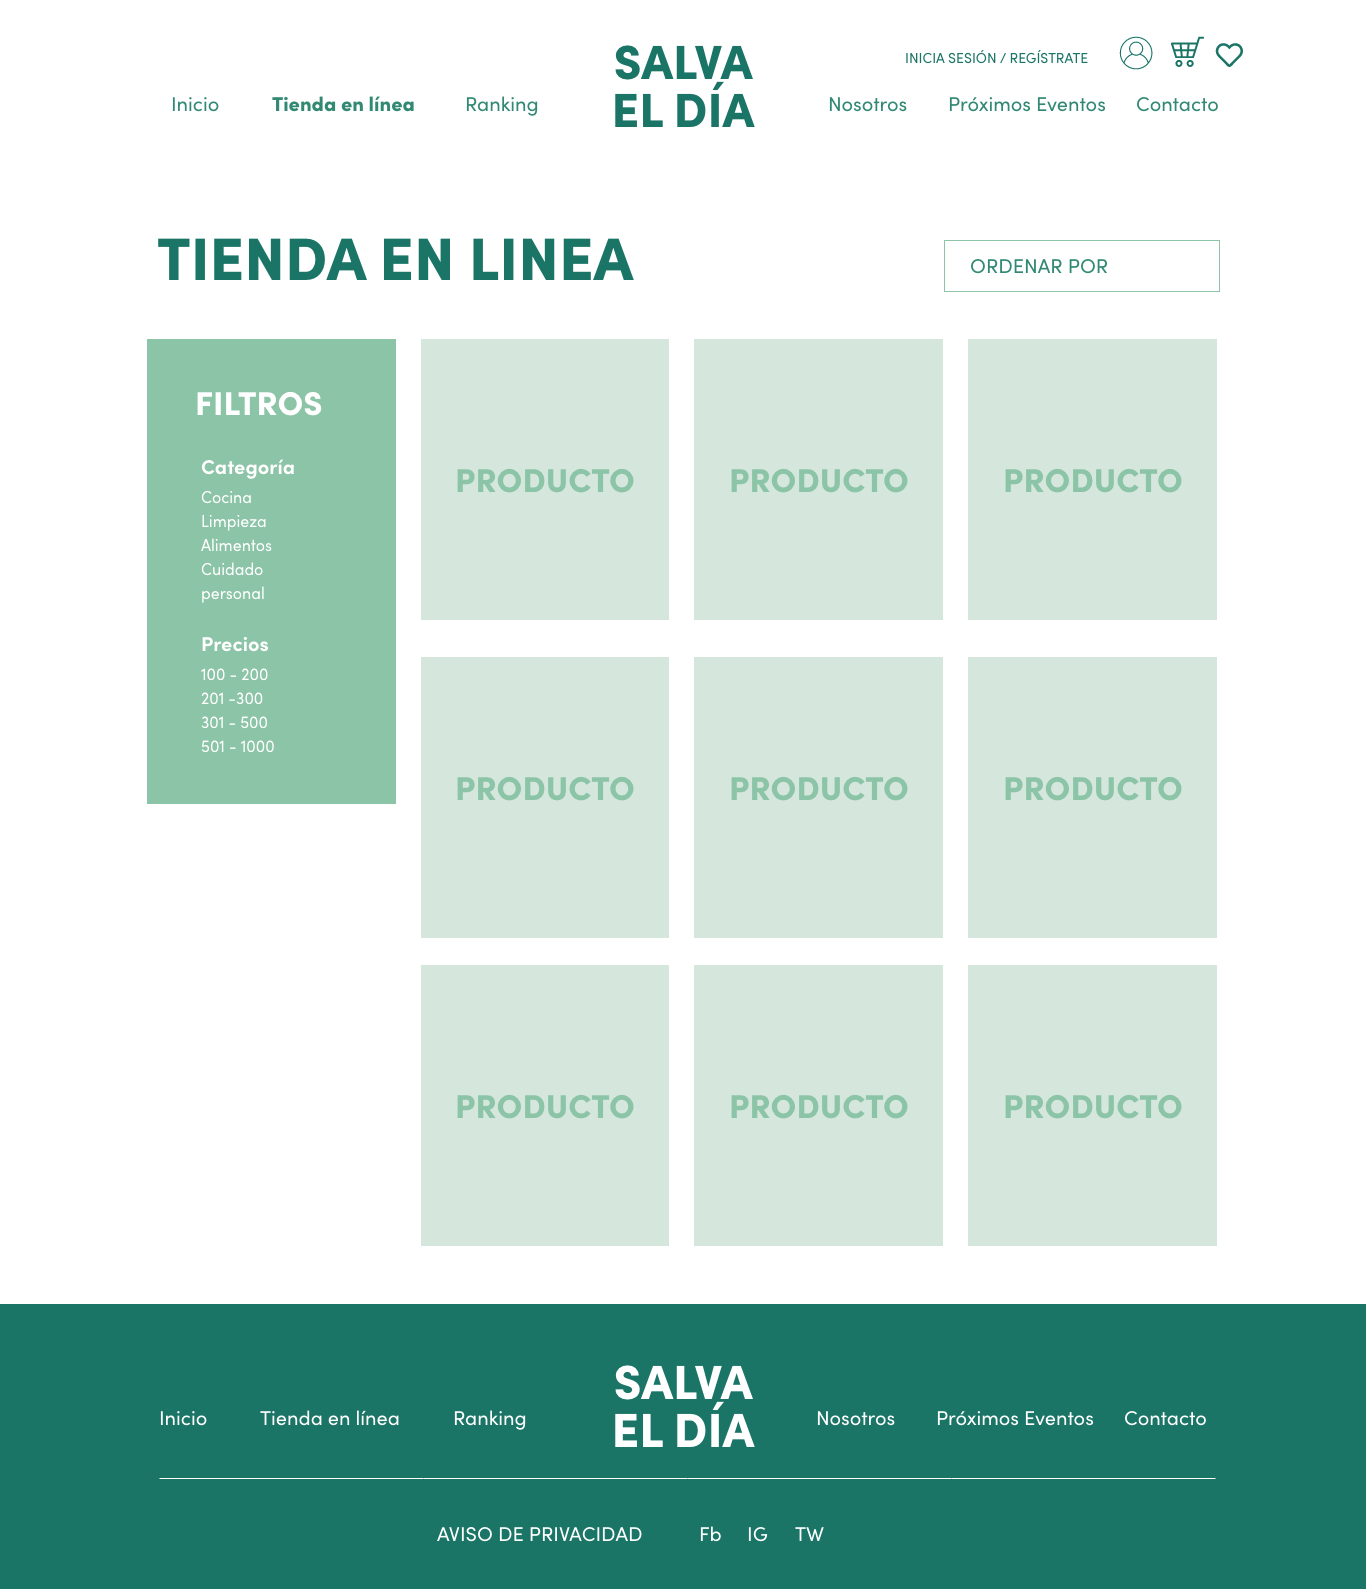 INICIA SESIÓN / REGÍSTRATE
Inicio
Tienda en línea
Ranking
SALVA
EL DÍA
Nosotros
Próximos Eventos
Contacto
TIENDA EN LINEA
ORDENAR POR
FILTROS
Categoría
Cocina
Limpieza
Alimentos
Cuidado
personal
Precios
100 - 200
201 -300
301 - 500
501 - 1000
PRODUCTO
PRODUCTO
PRODUCTO
PRODUCTO
PRODUCTO
PRODUCTO
PRODUCTO
PRODUCTO
PRODUCTO
Inicio
Tienda en línea
Ranking
SALVA
EL DÍA
Nosotros
Próximos Eventos
Contacto
AVISO DE PRIVACIDAD
Fb
IG
TW